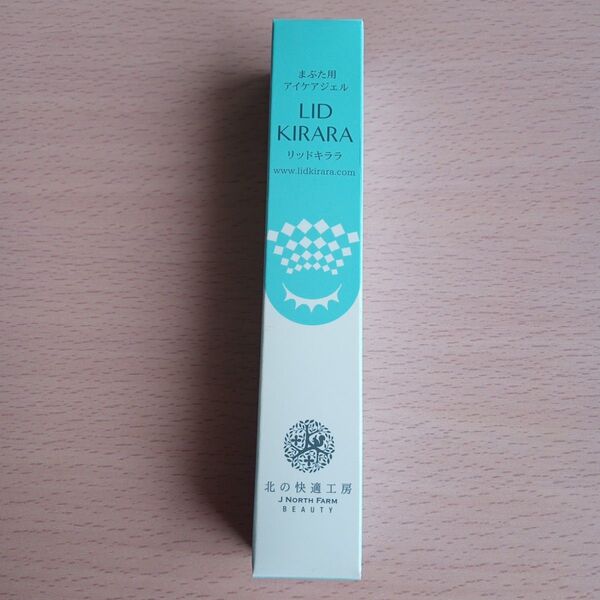 まぶた用
アイケアジェル
LID
KIRARA
リッドキララ
www.lidkirara.com
北の快適工房
J NORTH FARM
BEAUTY